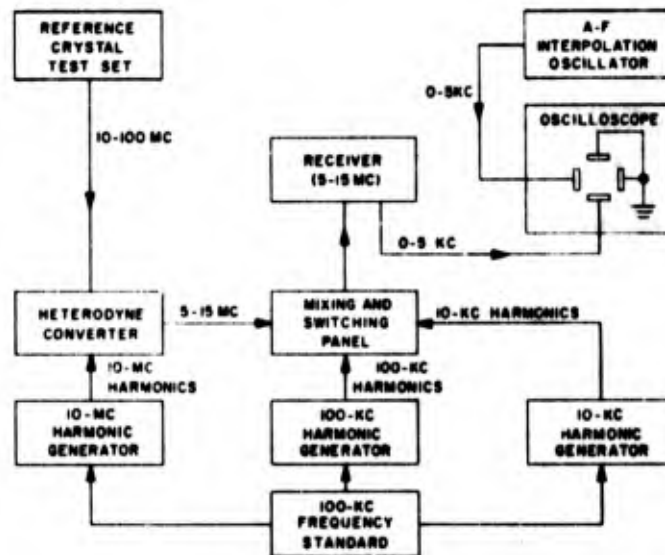 REFERENCE
CRYSTAL
TEST SET
A-F
INTERPOLATION
OSCILLATOR
0-5KC
OSCILLOSCOPE
10-100 MC
RECEIVER
(5-15 MC)
0-5 KC
HETERODYNE
CONVERTER
5-15 MC
MIXING AND
SWITCHING
PANEL
10-KC HARMONICS
10-MC
HARMONICS
100-KC
HARMONICS
10-MC
HARMONIC
GENERATOR
100-KC
HARMONIC
GENERATOR
10-KC
HARMONIC
GENERATOR
100-KC
FREQUENCY
STANDARD